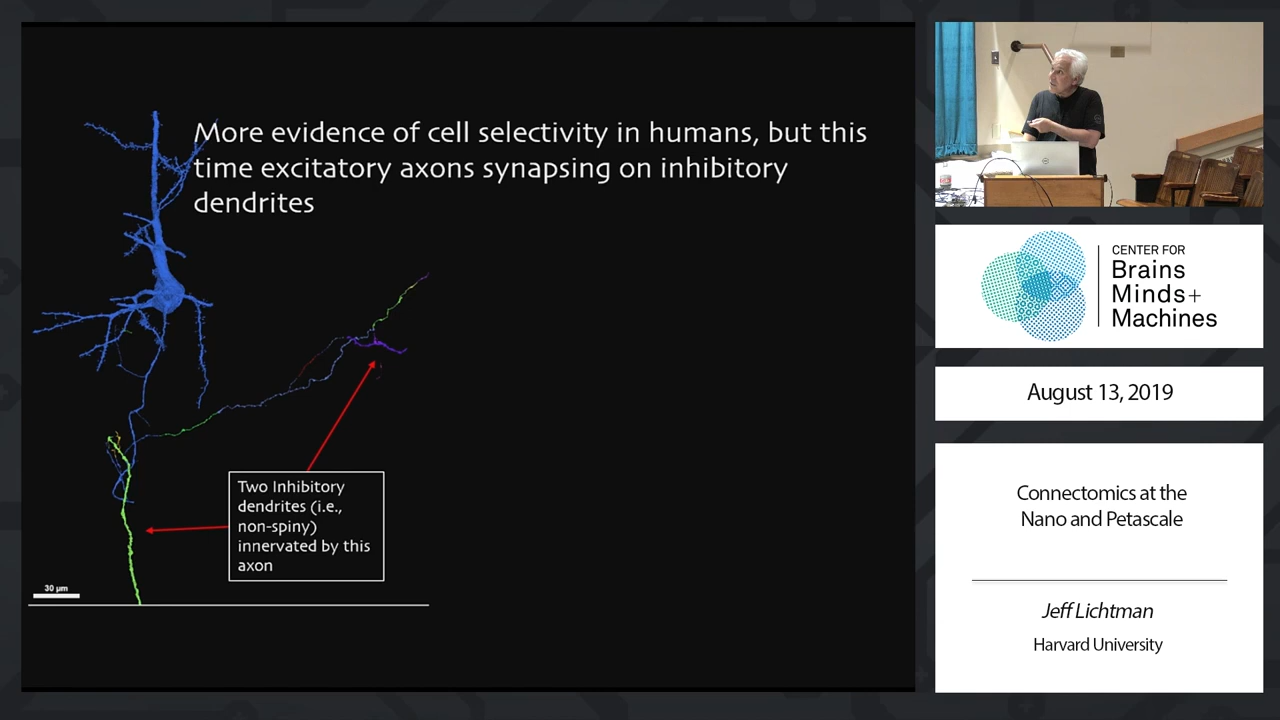 More evidence of cell selectivity in humans, but this
time excitatory axons synapsing on inhibitory
dendrites
Two Inhibitory
dendrites (i.e.,
non-spiny)
innervated by this
axon
30 µm
CENTER FOR
Brains
Minds+
Machines
August 13, 2019
Connectomics at the
Nano and Petascale
Jeff Lichtman
Harvard University